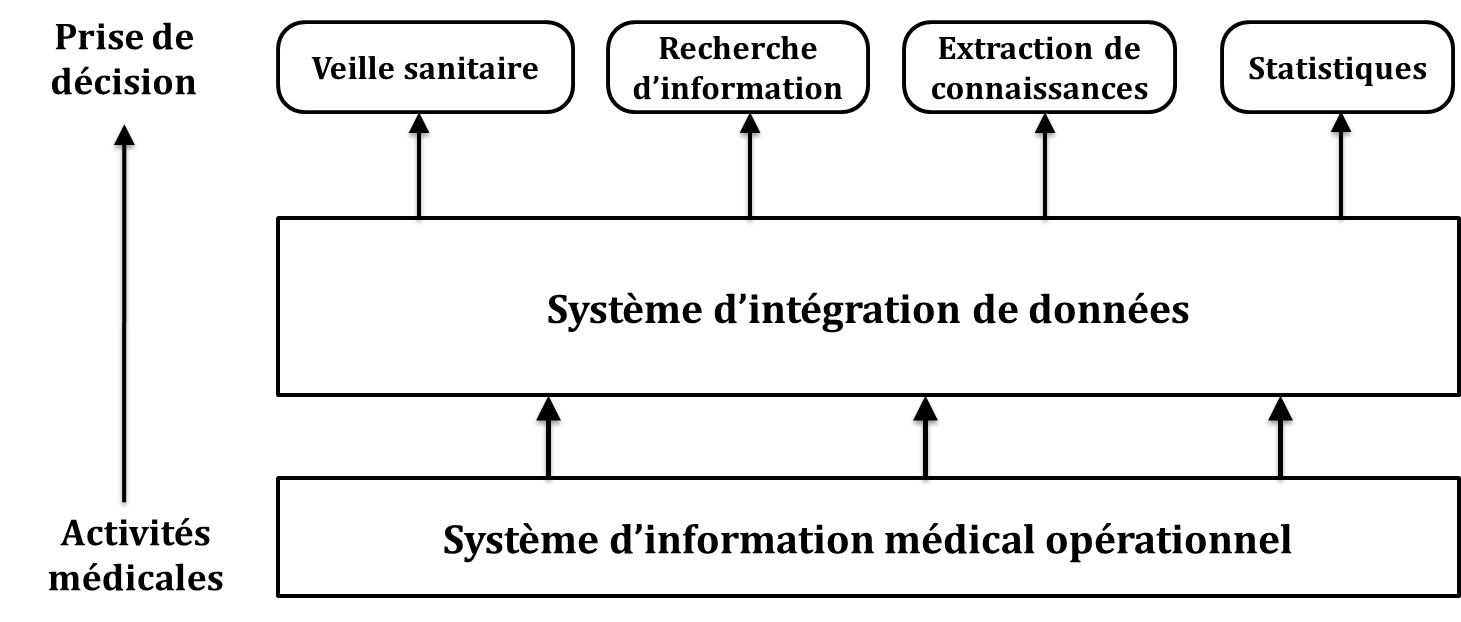 Prise de
décision
Veille sanitaire
Recherche
d’information
Extraction de
connaissances
Statistiques
Système d’intégration de données
Activités
médicales
Système d’information médical opérationnel